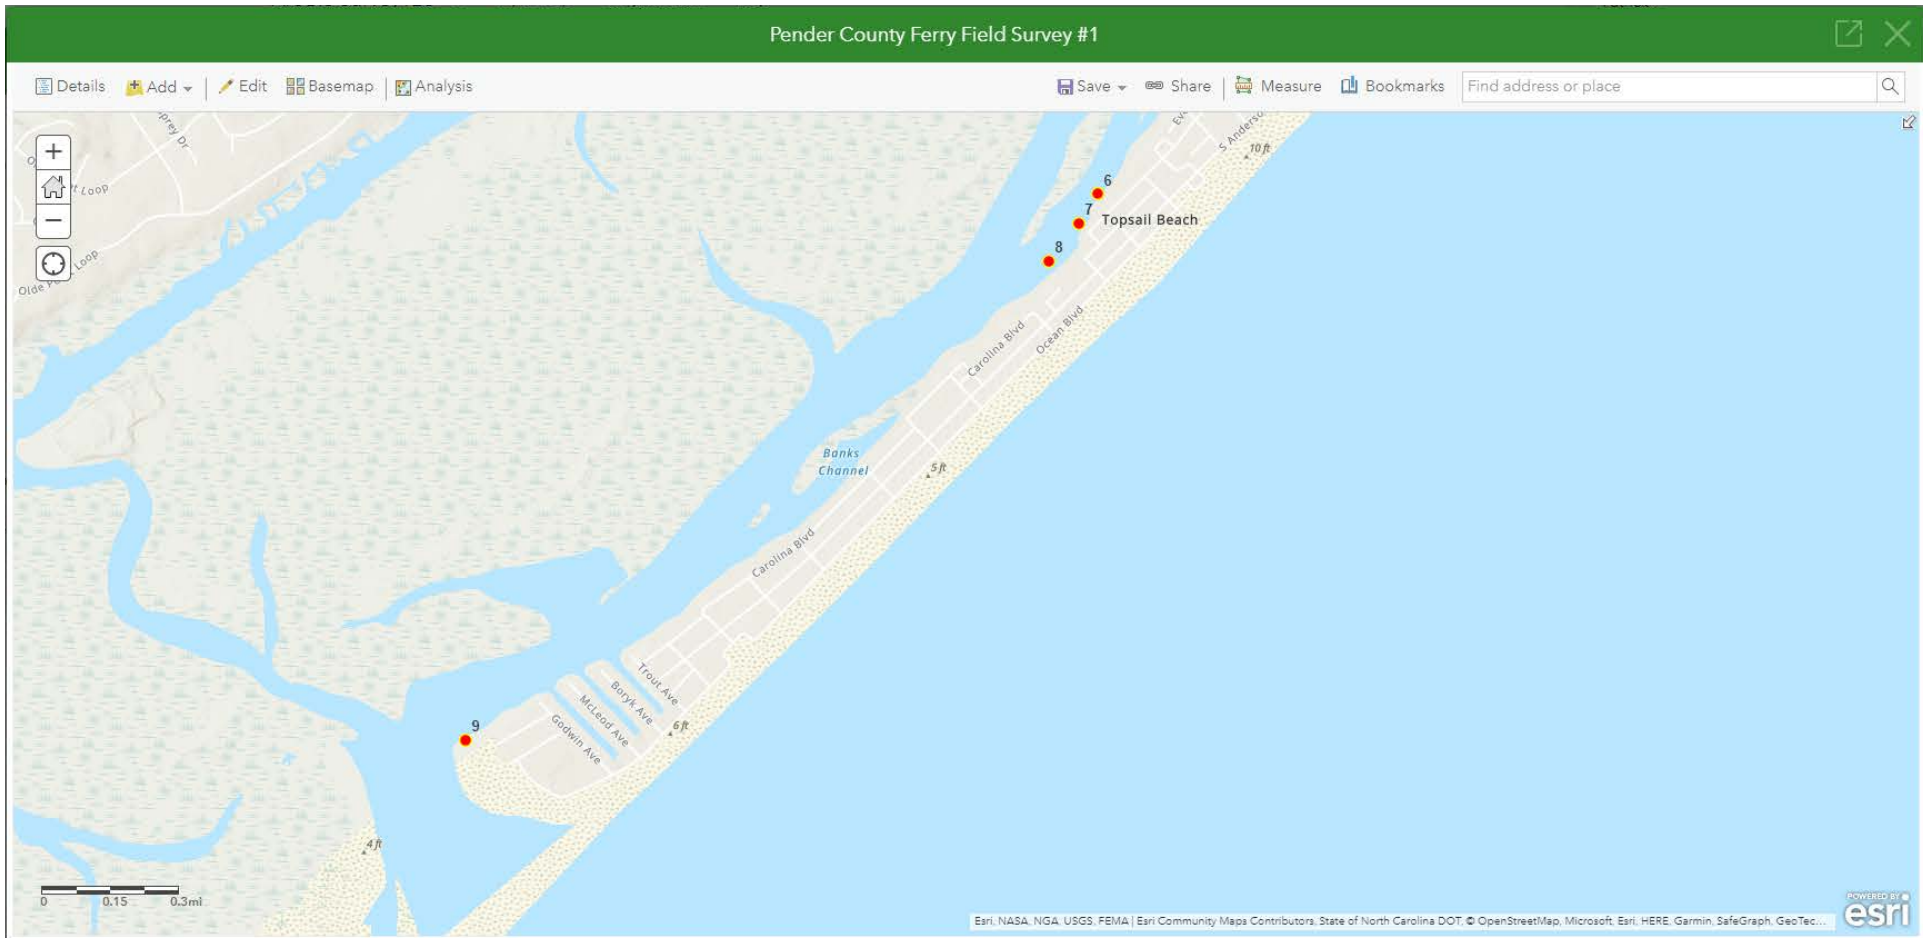 Pender County Ferry Field Survey #1
Details Add Edit Basemap Analysis Save Share Measure Bookmarks Find address or place
S Anderso
10 ft
6
7
Topsail Beach
8
Loop
Loop
Carolina Blvd
Ocean Blvd
Banks
Channel
5 ft
Carolina Blvd
Trout Ave
Boryk Ave
McLeod Ave
Godwin Ave
6 ft
9
4 ft
0 0.15 0.3mi
Esri, NASA, NGA, USGS, FEMA | Esri Community Maps Contributors, State of North Carolina DOT, © OpenStreetMap, Microsoft, Esri, HERE, Garmin, SafeGraph, GeoTec...
POWERED BY
esri